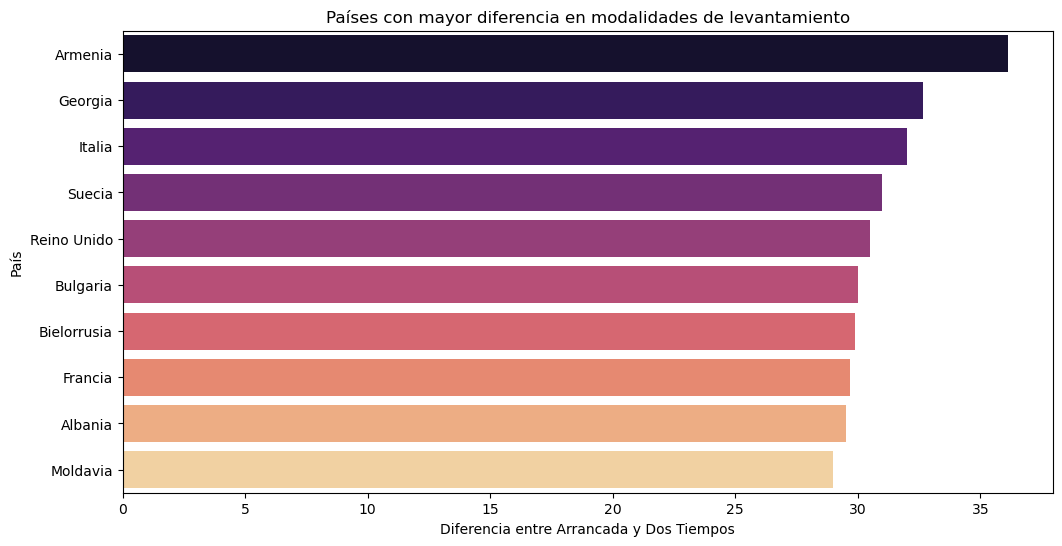 Países con mayor diferencia en modalidades de levantamiento
País
Armenia
Georgia
Italia
Suecia
Reino Unido
Bulgaria
Bielorrusia
Francia
Albania
Moldavia
0 5 10 15 20 25 30 35
Diferencia entre Arrancada y Dos Tiempos